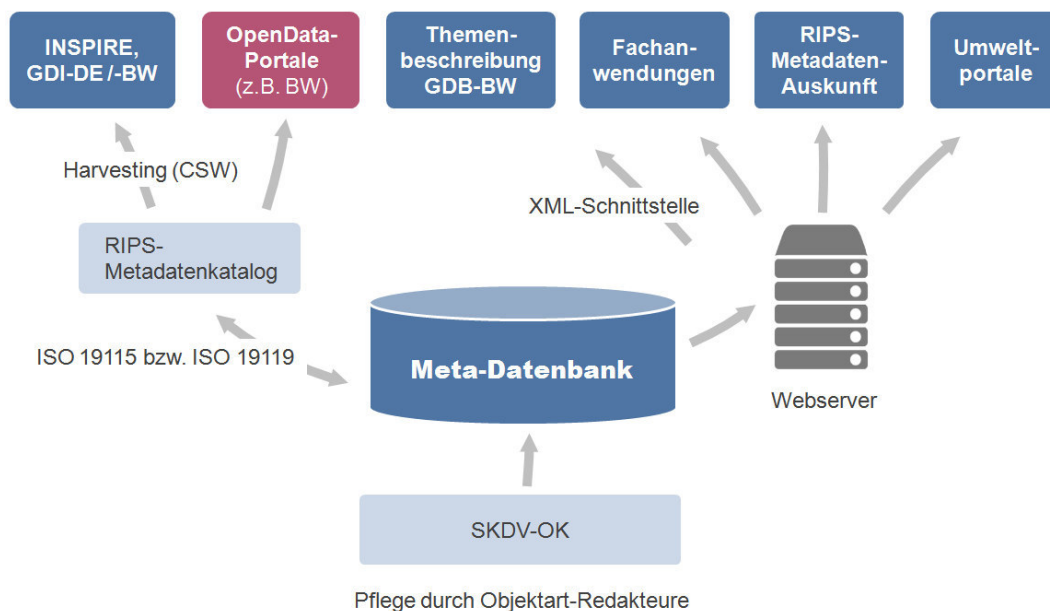 INSPIRE,
GDI-DE /-BW
OpenData-
Portale
(z.B. BW)
Themen-
beschreibung
GDB-BW
Fachan-
wendungen
RIPS-
Metadaten-
Auskunft
Umwelt-
portale
Harvesting (CSW)
XML-Schnittstelle
RIPS-
Metadatenkatalog
ISO 19115 bzw. ISO 19119
Meta-Datenbank
Webserver
SKDV-OK
Pflege durch Objektart-Redakteure